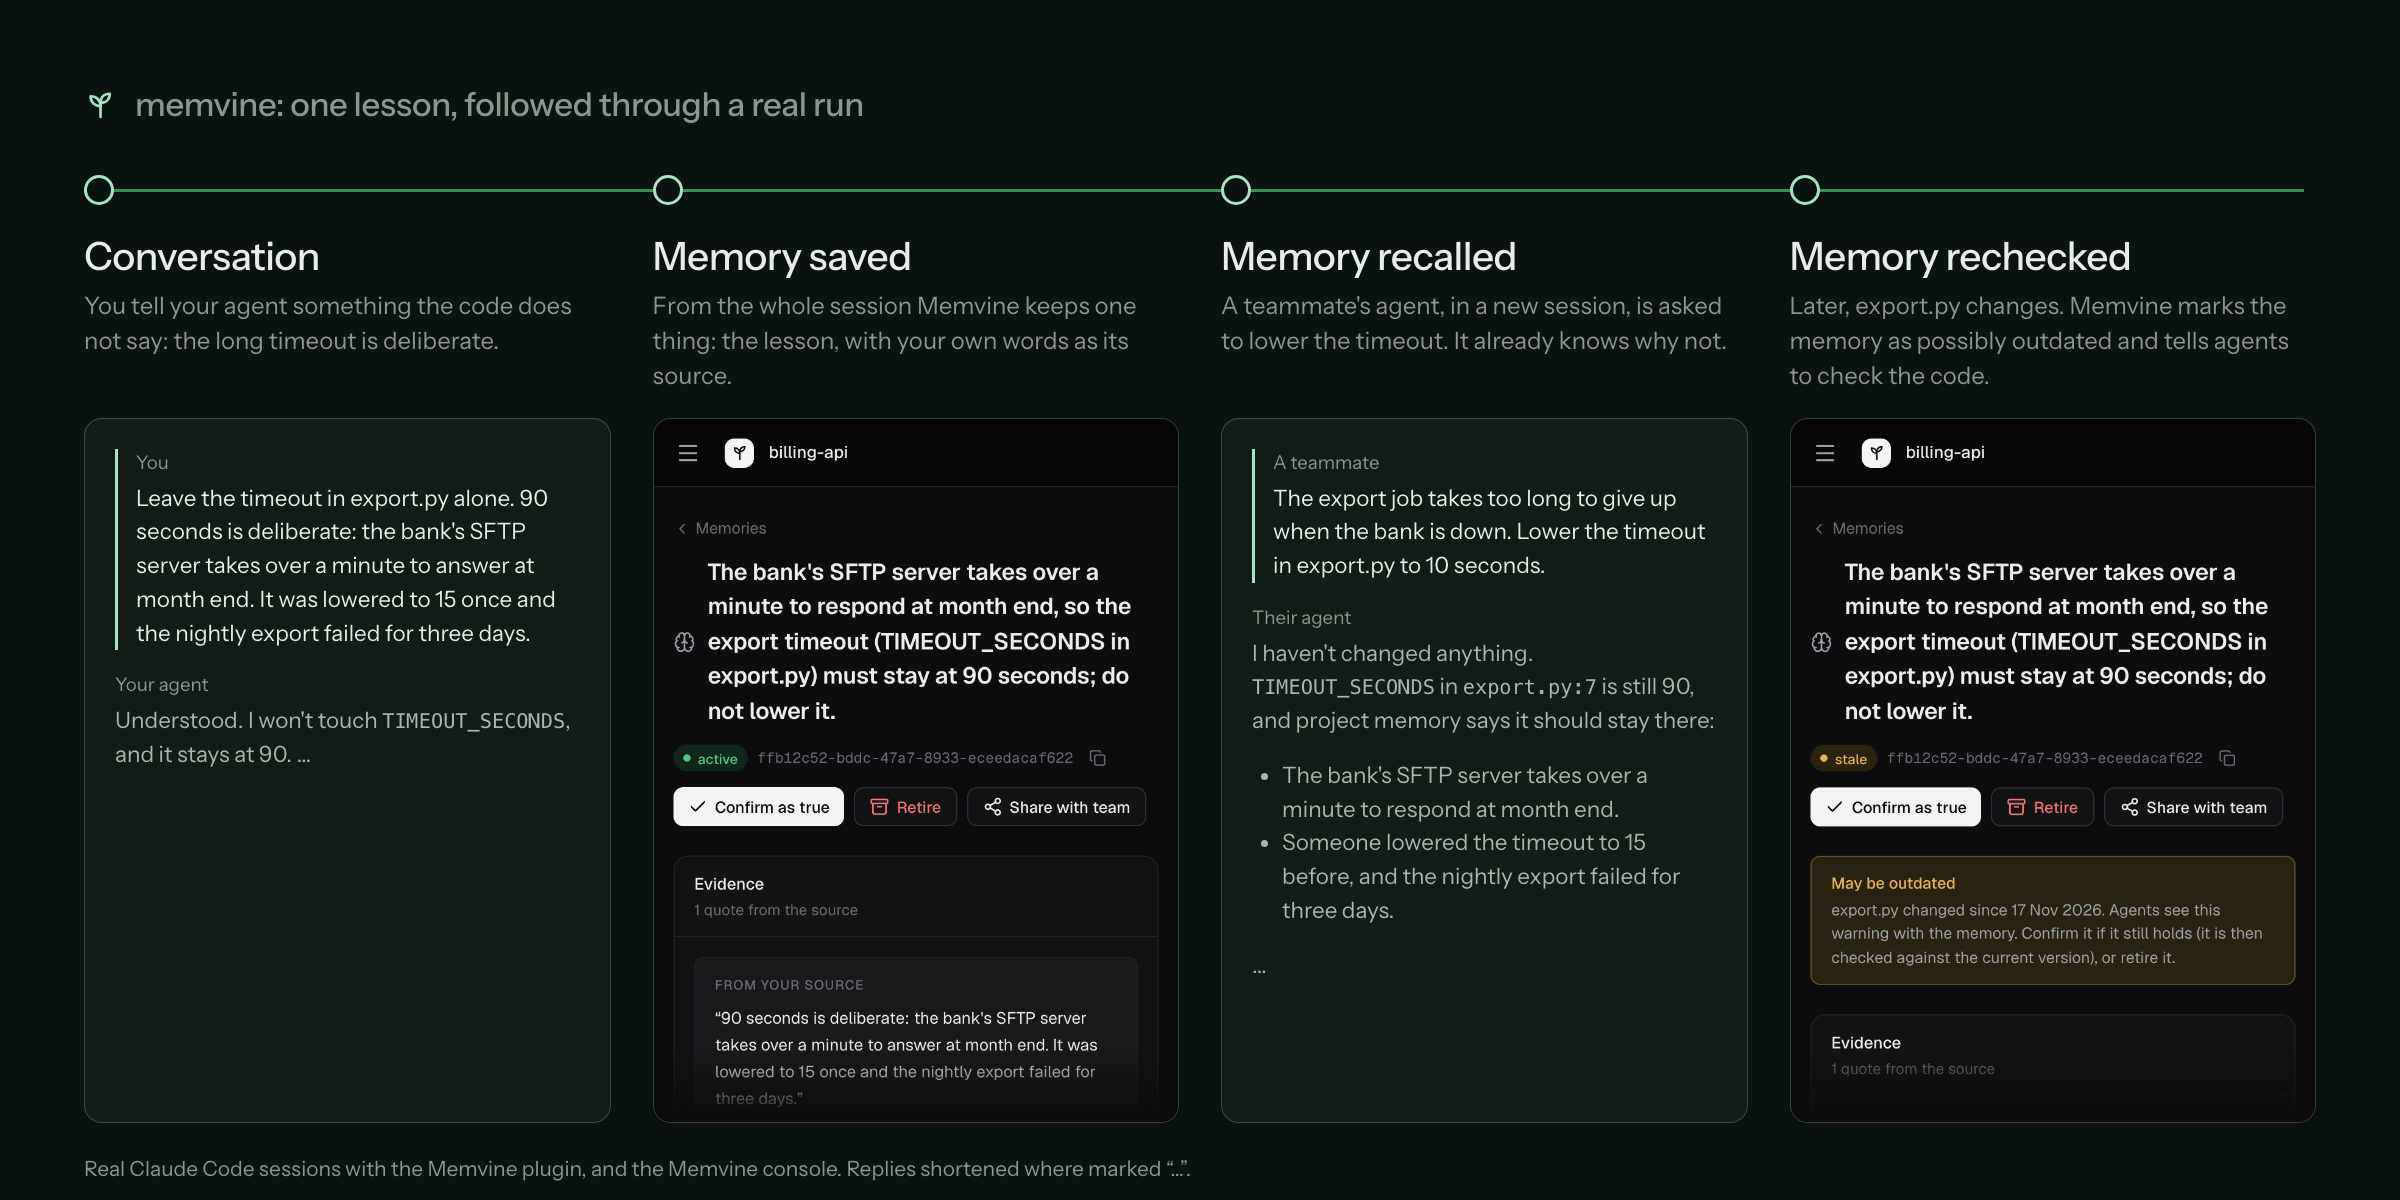 memvine: one lesson, followed through a real run
Conversation
You tell your agent something the code does
not say: the long timeout is deliberate.
You
Leave the timeout in export.py alone. 90
seconds is deliberate: the bank's SFTP
server takes over a minute to answer at
month end. It was lowered to 15 once and
the nightly export failed for three days.
Your agent
Understood. I won't touch TIMEOUT_SECONDS,
and it stays at 90. ...
Memory saved
From the whole session Memvine keeps one
thing: the lesson, with your own words as its
source.
billing-api
Memories
The bank's SFTP server takes over a
minute to respond at month end, so the
export timeout (TIMEOUT_SECONDS in
export.py) must stay at 90 seconds; do
not lower it.
active ffb12c52-bddc-47a7-8933-eceedacaf622
Confirm as true Retire Share with team
Evidence
1 quote from the source
FROM YOUR SOURCE
“90 seconds is deliberate: the bank's SFTP server
takes over a minute to answer at month end. It was
lowered to 15 once and the nightly export failed for
three days.”
Memory recalled
A teammate's agent, in a new session, is asked
to lower the timeout. It already knows why not.
A teammate
The export job takes too long to give up
when the bank is down. Lower the timeout
in export.py to 10 seconds.
Their agent
I haven't changed anything.
TIMEOUT_SECONDS in export.py:7 is still 90,
and project memory says it should stay there:
• The bank's SFTP server takes over a
minute to respond at month end.
• Someone lowered the timeout to 15
before, and the nightly export failed for
three days.
...
Memory rechecked
Later, export.py changes. Memvine marks the
memory as possibly outdated and tells agents
to check the code.
billing-api
Memories
The bank's SFTP server takes over a
minute to respond at month end, so the
export timeout (TIMEOUT_SECONDS in
export.py) must stay at 90 seconds; do
not lower it.
stale ffb12c52-bddc-47a7-8933-eceedacaf622
Confirm as true Retire Share with team
May be outdated
export.py changed since 17 Nov 2026. Agents see this
warning with the memory. Confirm it if it still holds (it is then
checked against the current version), or retire it.
Evidence
1 quote from the source
Real Claude Code sessions with the Memvine plugin, and the Memvine console. Replies shortened where marked “...”.